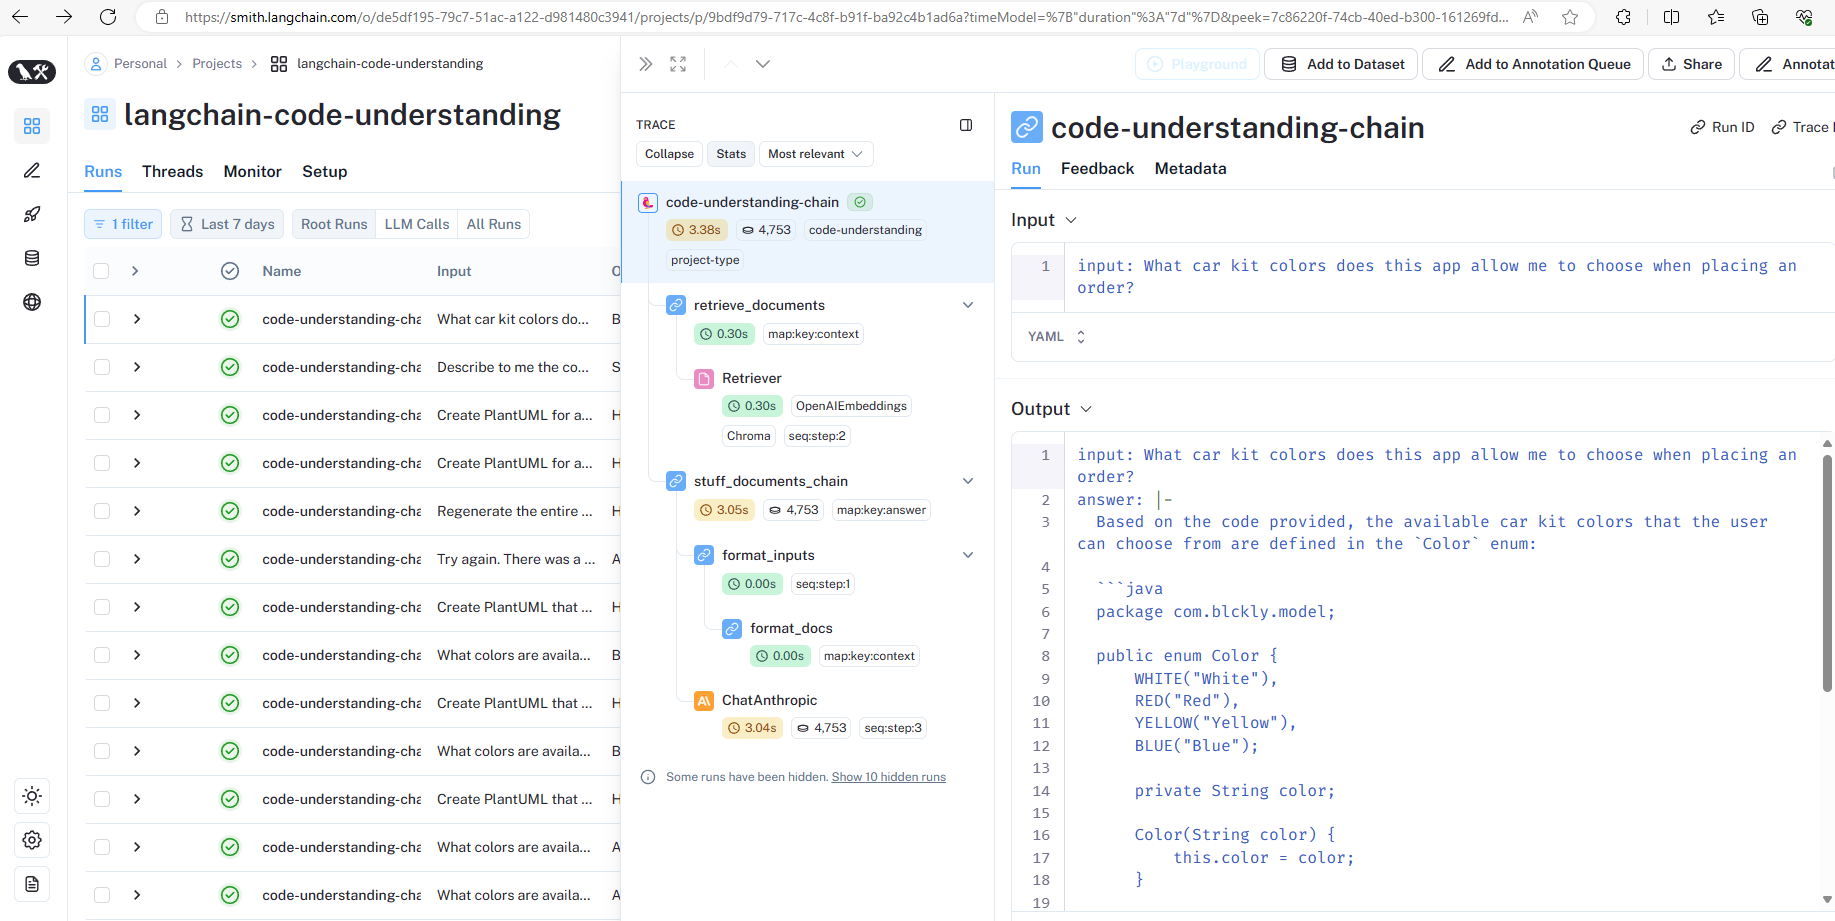 https://smith.langchain.com/o/de5df195-79c7-51ac-a122-d981480c3941/projects/p/9bdf9d79-717c-4c8f-b91f-ba92c4b1ad6a?timeModel=%7B"duration"%3A"7d"%7D&peek=7c86220f-74cb-40ed-b300-161269fd...
Personal > Projects > langchain-code-understanding
langchain-code-understanding
Runs Threads Monitor Setup
1 filter Last 7 days Root Runs LLM Calls All Runs
Name Input O
code-understanding-cha What car kit colors do... B
code-understanding-cha Describe to me the co... S
code-understanding-cha Create PlantUML for a... H
code-understanding-cha Create PlantUML for a... H
code-understanding-cha Regenerate the entire ... H
code-understanding-cha Try again. There was a ... A
code-understanding-cha Create PlantUML that ... H
code-understanding-cha What colors are availa... B
code-understanding-cha Create PlantUML that ... H
code-understanding-cha What colors are availa... B
code-understanding-cha Create PlantUML that ... H
code-understanding-cha What colors are availa... A
code-understanding-cha What colors are availa... A
Playground Add to Dataset Add to Annotation Queue Share Annotat
TRACE
Collapse Stats Most relevant
code-understanding-chain
3.38s 4,753 code-understanding
project-type
retrieve_documents
0.30s map:key:context
Retriever
0.30s OpenAIEmbeddings
Chroma seq:step:2
stuff_documents_chain
3.05s 4,753 map:key:answer
format_inputs
0.00s seq:step:1
format_docs
0.00s map:key:context
ChatAnthropic
3.04s 4,753 seq:step:3
Some runs have been hidden. Show 10 hidden runs
code-understanding-chain
Run ID Trace
Run Feedback Metadata
Input
1 input: What car kit colors does this app allow me to choose when placing an
order?
YAML
Output
1 input: What car kit colors does this app allow me to choose when placing an
order?
2 answer: |-
3 Based on the code provided, the available car kit colors that the user
can choose from are defined in the `Color` enum:
4
5 ```java
6 package com.blckly.model;
7
8 public enum Color {
9 WHITE("White"),
10 RED("Red"),
11 YELLOW("Yellow"),
12 BLUE("Blue");
13
14 private String color;
15
16 Color(String color) {
17 this.color = color;
18 }
19